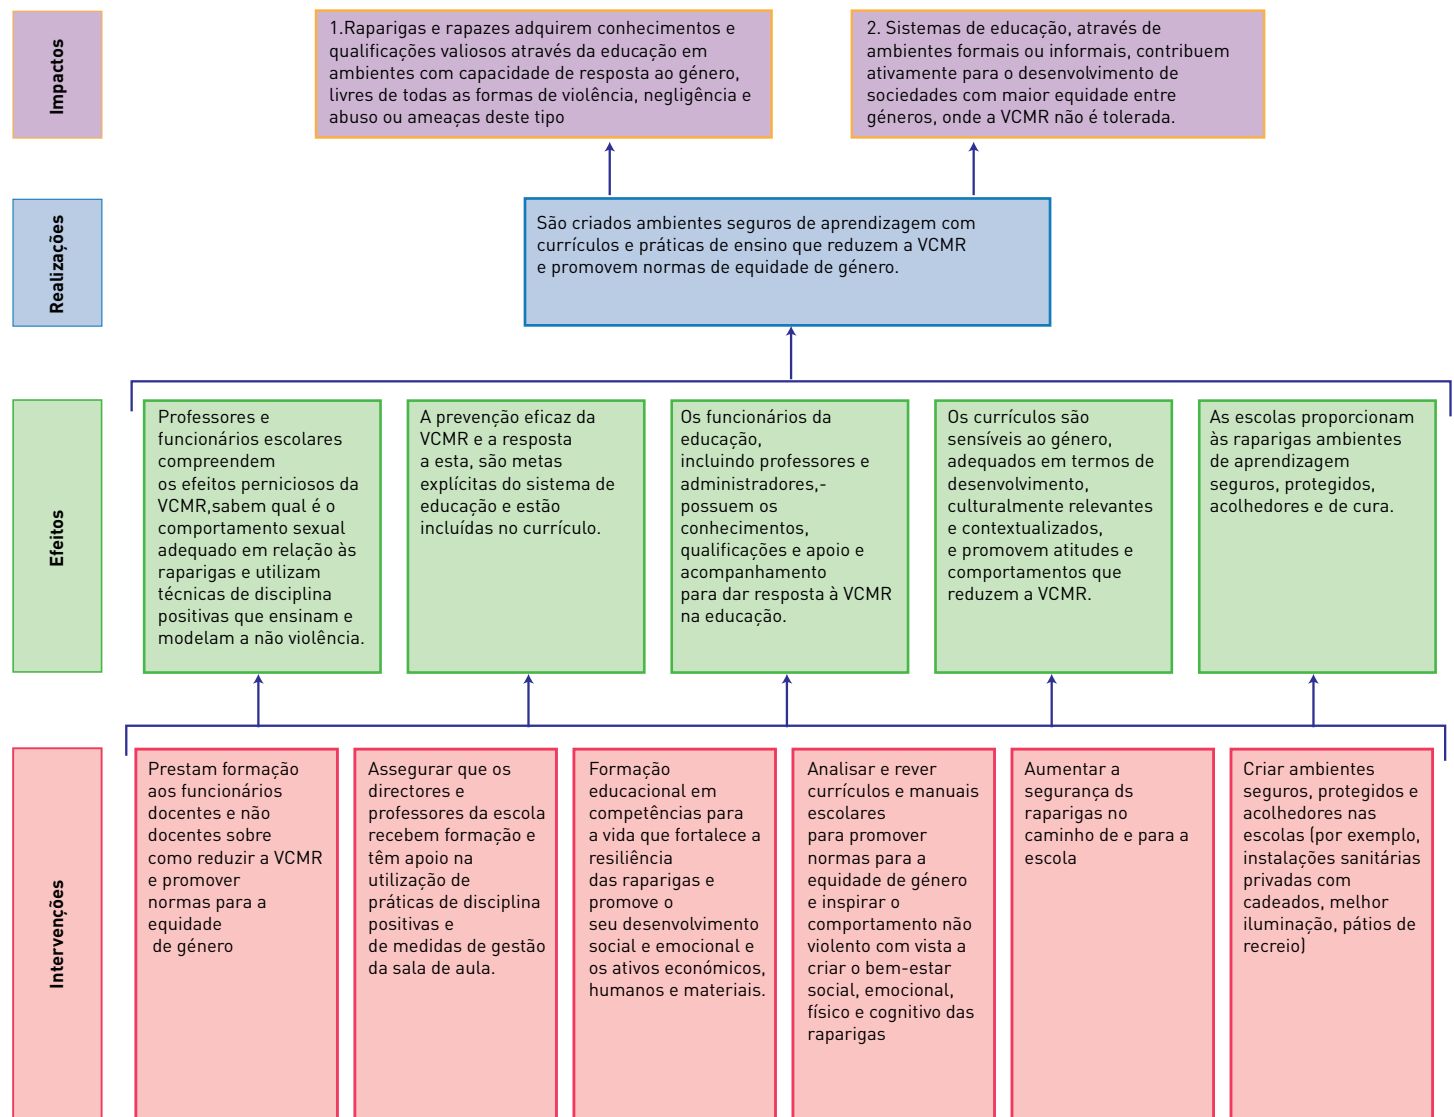 Impactos
1.Raparigas e rapazes adquirem conhecimentos e
qualificações valiosos através da educação em
ambientes com capacidade de resposta ao género,
livres de todas as formas de violência, negligência e
abuso ou ameaças deste tipo
2. Sistemas de educação, através de
ambientes formais ou informais, contribuem
ativamente para o desenvolvimento de
sociedades com maior equidade entre
géneros, onde a VCMR não é tolerada.
Realizações
São criados ambientes seguros de aprendizagem com
currículos e práticas de ensino que reduzem a VCMR
e promovem normas de equidade de género.
Efeitos
Professores e
funcionários escolares
compreendem
os efeitos perniciosos da
VCMR,sabem qual é o
comportamento sexual
adequado em relação às
raparigas e utilizam
técnicas de disciplina
positivas que ensinam e
modelam a não violência.
A prevenção eficaz da
VCMR e a resposta
a esta, são metas
explícitas do sistema de
educação e estão
incluídas no currículo.
Os funcionários da
educação,
incluindo professores e
administradores,-
possuem os
conhecimentos,
qualificações e apoio e
acompanhamento
para dar resposta à VCMR
na educação.
Os currículos são
sensíveis ao género,
adequados em termos de
desenvolvimento,
culturalmente relevantes
e contextualizados,
e promovem atitudes e
comportamentos que
reduzem a VCMR.
As escolas proporcionam
às raparigas ambientes
de aprendizagem
seguros, protegidos,
acolhedores e de cura.
Intervenções
Prestam formação
aos funcionários
docentes e não
docentes sobre
como reduzir a VCMR
e promover
normas para a
equidade
de género
Assegurar que os
directores e
professores da escola
recebem formação e
têm apoio na
utilização de
práticas de disciplina
positivas e
de medidas de gestão
da sala de aula.
Formação
educacional em
competências para
a vida que fortalece a
resiliência
das raparigas e
promove o
seu desenvolvimento
social e emocional e
os ativos económicos,
humanos e materiais.
Analisar e rever
currículos e manuais
escolares
para promover
normas para a
equidade de género
e inspirar o
comportamento não
violento com vista a
criar o bem-estar
social, emocional,
físico e cognitivo das
raparigas
Aumentar a
segurança ds
raparigas no
caminho de e para a
escola
Criar ambientes
seguros, protegidos e
acolhedores nas
escolas (por exemplo,
instalações sanitárias
privadas com
cadeados, melhor
iluminação, pátios de
recreio)